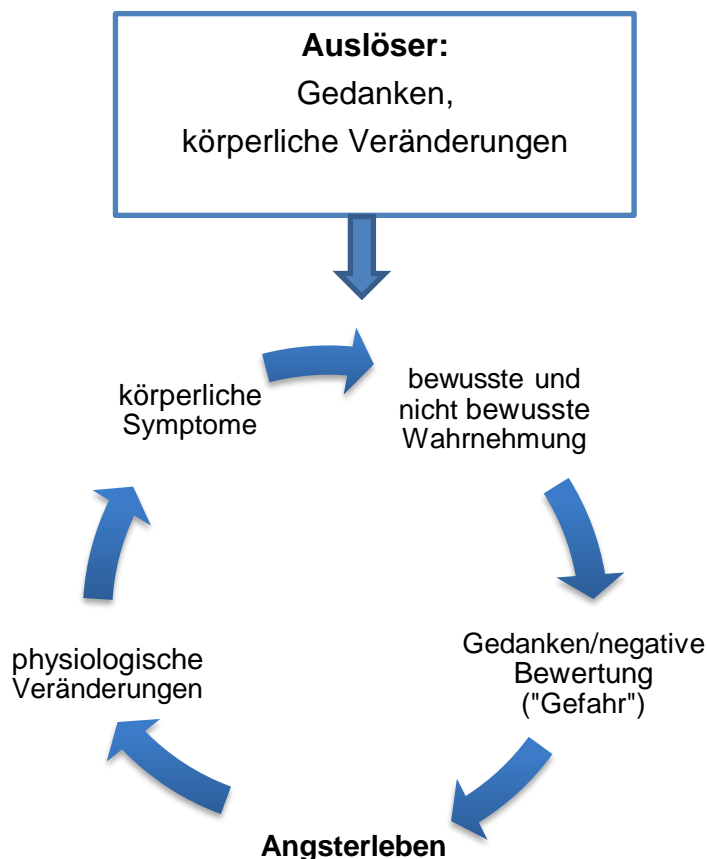 Auslöser:
Gedanken,
körperliche Veränderungen
bewusste und
nicht bewusste
Wahrnehmung
Gedanken/negative
Bewertung
("Gefahr")
Angsterleben
physiologische
Veränderungen
körperliche
Symptome